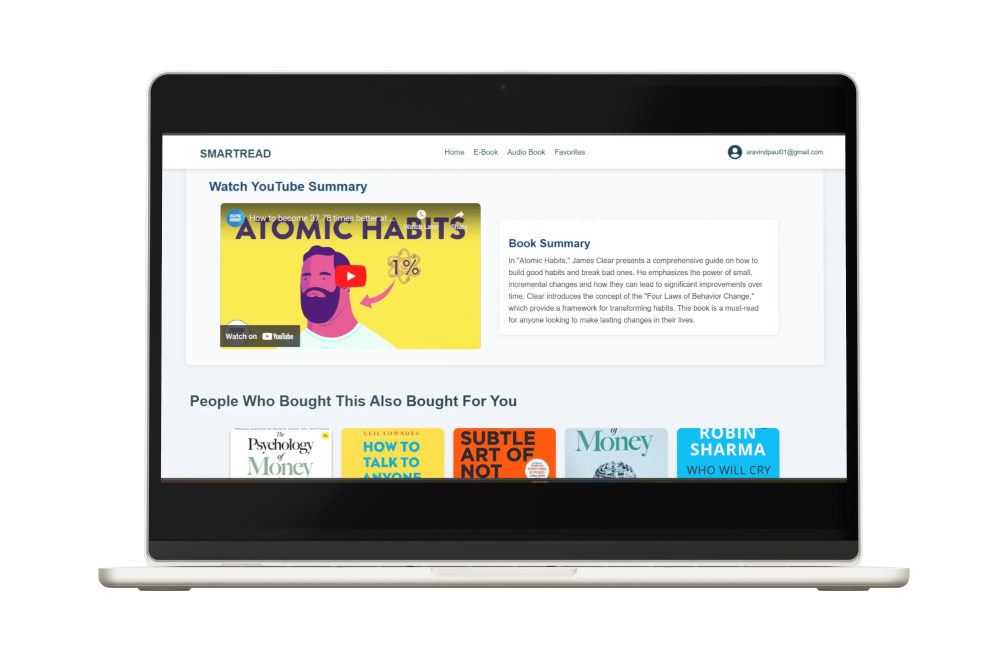 SMARTREAD
Home E-Book Audio Book Favorites
aravindpaul01@gmail.com
Watch YouTube Summary
How to become 37.78 times better at ...
Watch Later Share
ATOMIC HABITS
1%
Watch on YouTube
Book Summary
In "Atomic Habits," James Clear presents a comprehensive guide on how to
build good habits and break bad ones. He emphasizes the power of small,
incremental changes and how they can lead to significant improvements over
time. Clear introduces the concept of the "Four Laws of Behavior Change,"
which provide a framework for transforming habits. This book is a must-read
for anyone looking to make lasting changes in their lives.
People Who Bought This Also Bought For You
The
Psychology
of
Money
LEIL LOWNDES
HOW TO
TALK TO
ANYONE
SUBTLE
ART OF
NOT
of
Money
ROBIN
SHARMA
WHO WILL CRY